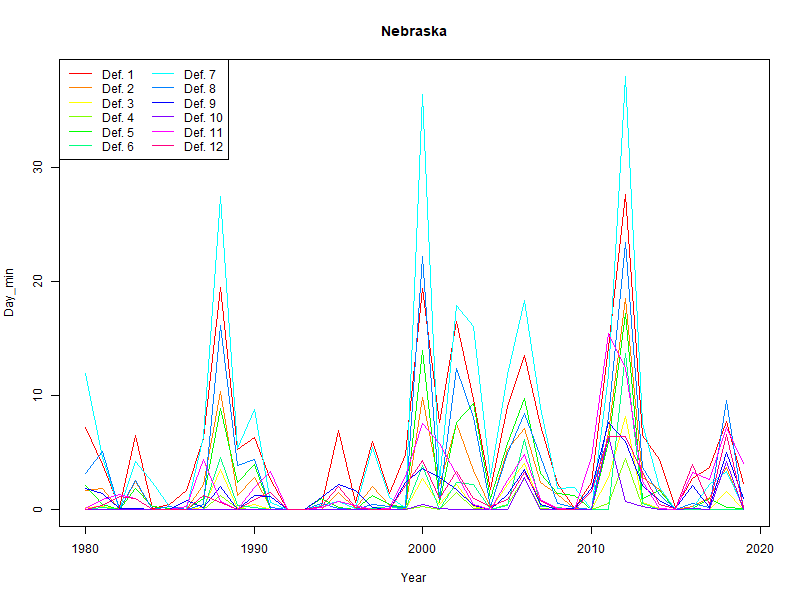 Nebraska
Def. 1 Def. 7
Def. 2 Def. 8
Def. 3 Def. 9
Def. 4 Def. 10
Def. 5 Def. 11
Def. 6 Def. 12
30
20
10
0
Day_min
1980 1990 2000 2010 2020
Year